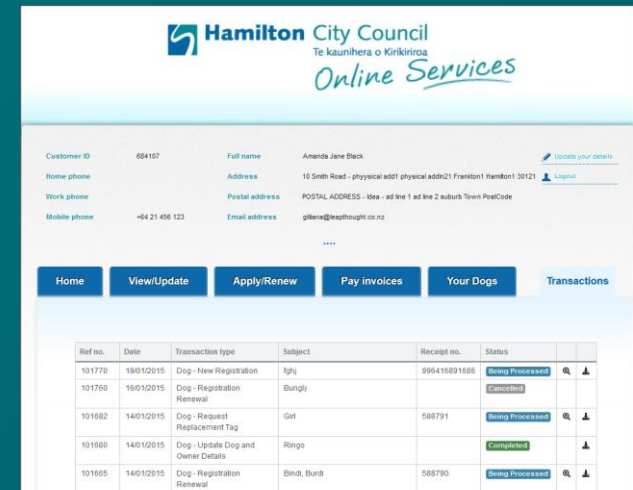 Hamilton City Council
Te kaunihera o Kirikiriroa
Online Services
Customer ID 684107 Full name Amanda Jane Black Update your details
Home phone Address 10 Smith Road - phyysical add1 physical addln21 Frankton1 Hamilton1 30121 Logout
Work phone Postal address POSTAL ADDRESS - Idea - ad line 1 ad line 2 suburb Town PostCode
Mobile phone +64 21 456 123 Email address giliana@leapthought.co.nz
....
Home View/Update Apply/Renew Pay invoices Your Dogs Transactions
Ref no. Date Transaction type Subject Receipt no. Status
101770 19/01/2015 Dog - New Registration fghj 996416891686 Being Processed
101760 16/01/2015 Dog - Registration Bungly Cancelled
Renewal
101682 14/01/2015 Dog - Request Girl 588791 Being Processed
Replacement Tag
101680 14/01/2015 Dog - Update Dog and Ringo Completed
Owner Details
101665 14/01/2015 Dog - Registration Bindi, Burdi 588790 Being Processed
Renewal